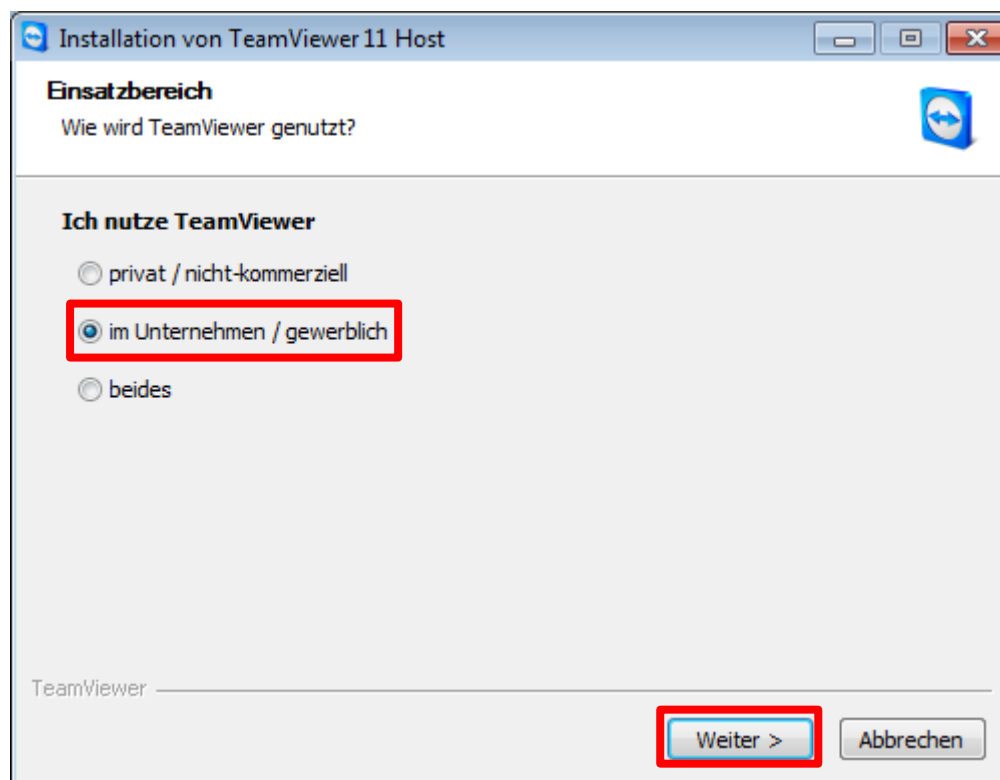 Installation von TeamViewer 11 Host
Einsatzbereich
Wie wird TeamViewer genutzt?
Ich nutze TeamViewer
privat / nicht-kommerziell
im Unternehmen / gewerblich
beides
TeamViewer
Weiter >
Abbrechen